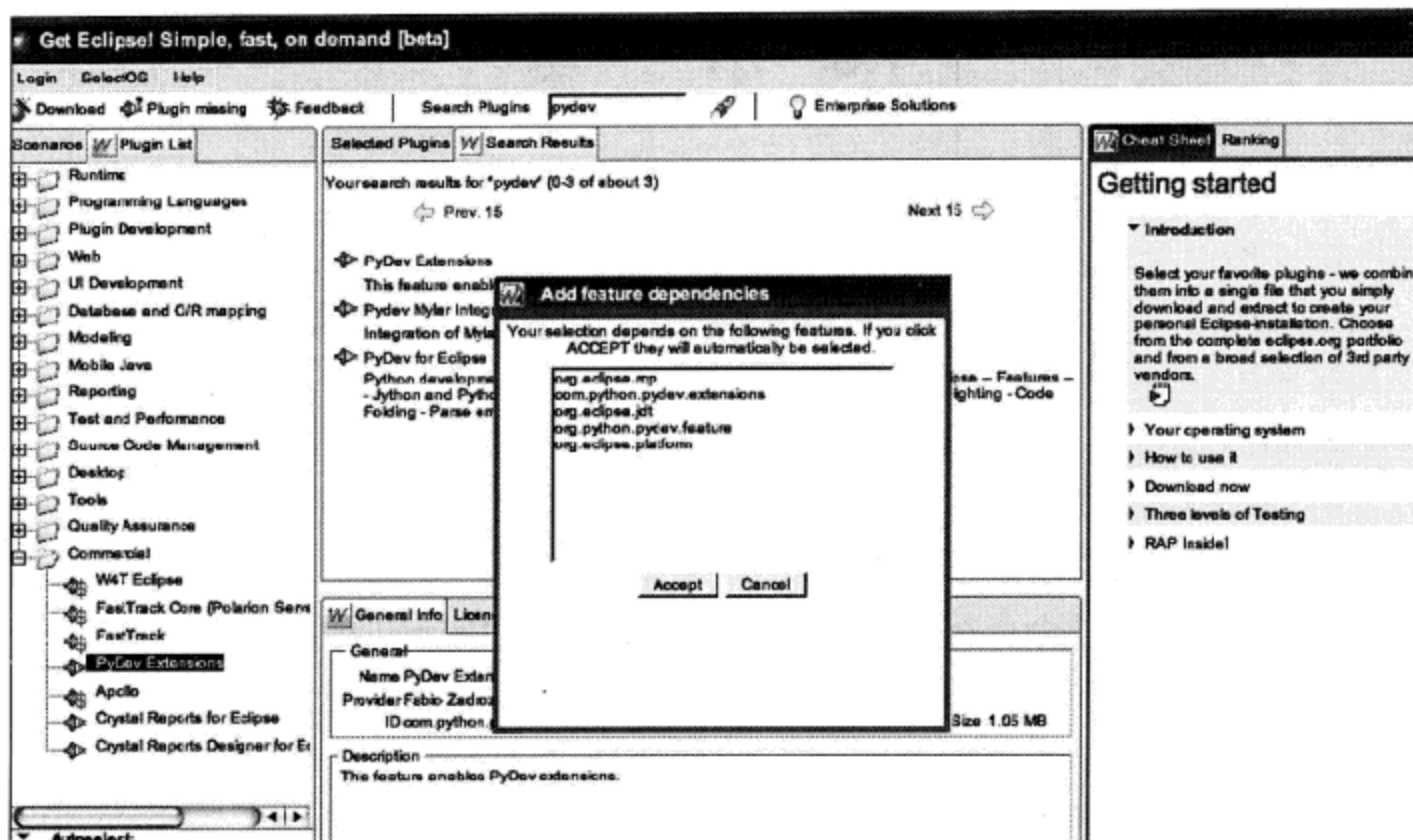 Get Eclipse! Simple, fast, on demand [beta]
Login SelectOS Help
Download Plugin missing Feedback Search Plugins pydev Enterprise Solutions
Scenarios Plugin List
Runtime
Programming Languages
Plugin Development
Web
UI Development
Database and O/R mapping
Modeling
Mobile Java
Reporting
Test and Performance
Source Code Management
Desktop
Tools
Quality Assurance
Commercial
W4T Eclipse
FastTrack Core (Polarion Serve
FastTrack
PyDev Extensions
Apollo
Crystal Reports for Eclipse
Crystal Reports Designer for Ec
Autoselect:
Selected Plugins Search Results
Your search results for "pydev" (0-3 of about 3)
Prev. 15 Next 15
PyDev Extensions
This feature enabl
Pydev Mylar Integ
Integration of Myla
PyDev for Eclipse
Python developme pse -- Features --
- Jython and Pytho ighting - Code
Folding - Parse err
Add feature dependencies
Your selection depends on the following features. If you click
ACCEPT they will automatically be selected.
com.python.pydev.extensions
org.eclipse.jdt
org.python.pydev.feature
org.eclipse.platform
Accept Cancel
General Info Licen
General
Name PyDev Exten
Provider Fabio Zadroz
ID com.python.p Size 1.05 MB
Description
This feature enables PyDev extensions.
Cheat Sheet Ranking
Getting started
Introduction
Select your favorite plugins - we combin
them into a single file that you simply
download and extract to create your
personal Eclipse-installation. Choose
from the complete eclipse.org portfolio
and from a broad selection of 3rd party
vendors.
Your operating system
How to use it
Download now
Three levels of Testing
RAP Inside!